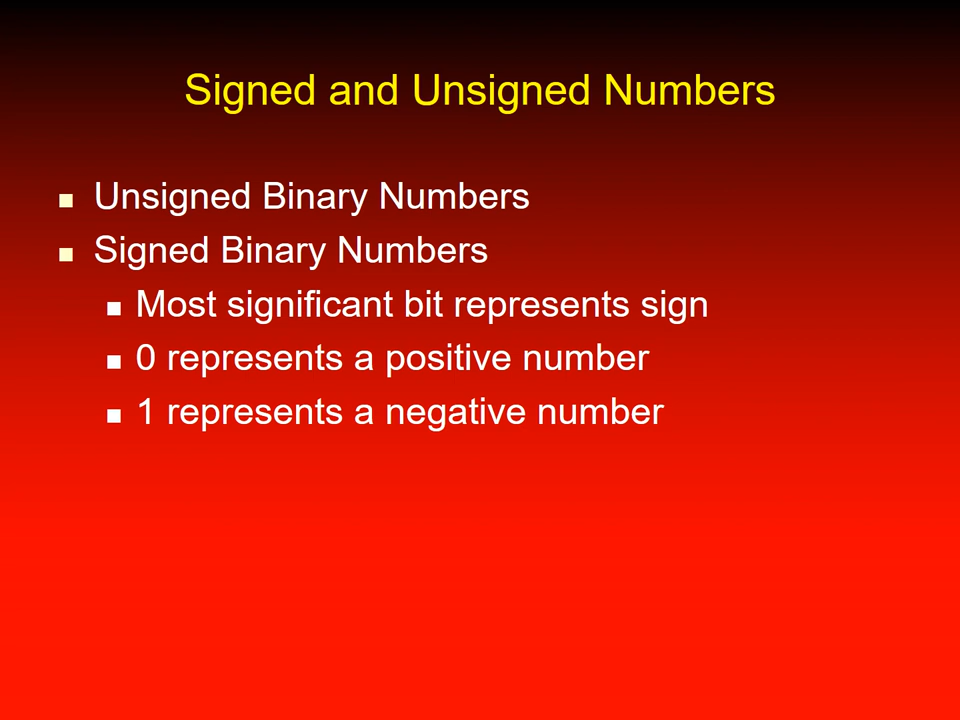 Signed and Unsigned Numbers
Unsigned Binary Numbers
Signed Binary Numbers
Most significant bit represents sign
0 represents a positive number
1 represents a negative number